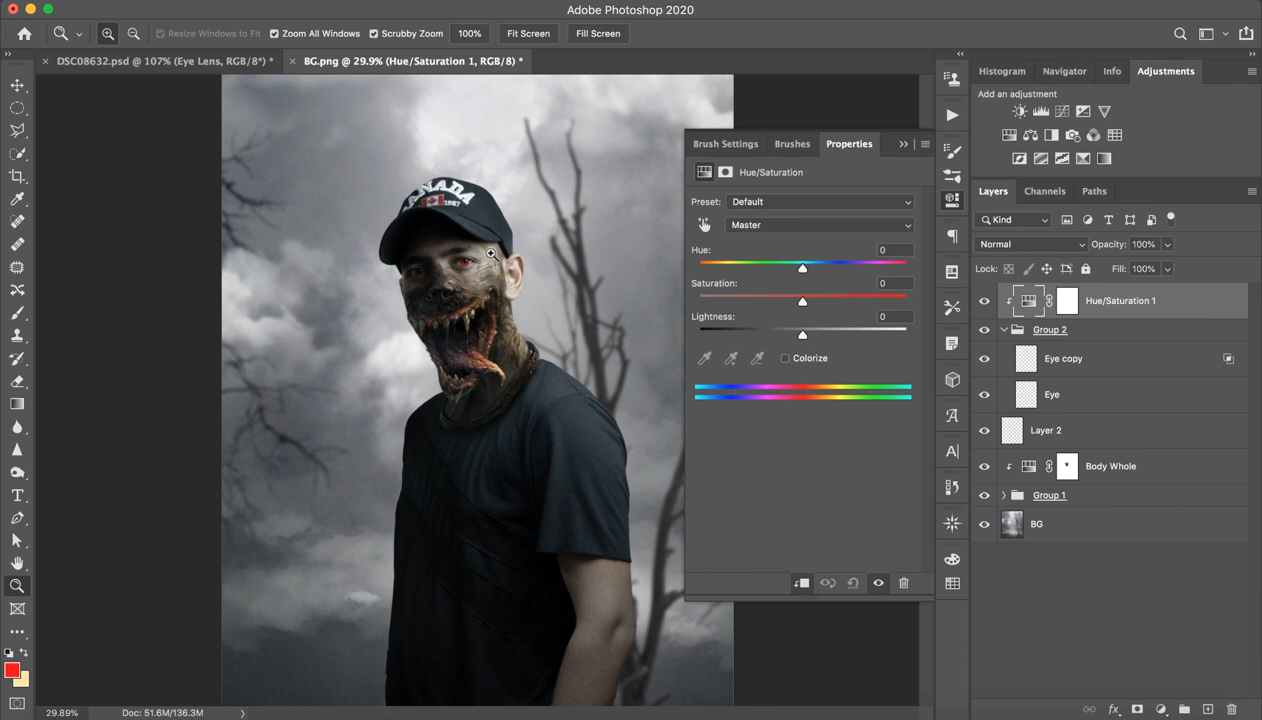 Adobe Photoshop 2020
Resize Windows to Fit Zoom All Windows Scrubby Zoom 100% Fit Screen Fill Screen
DSC08632.psd @ 107% (Eye Lens, RGB/8*) * BG.png @ 29.9% (Hue/Saturation 1, RGB/8) *
Histogram Navigator Info Adjustments
Add an adjustment
Brush Settings Brushes Properties
Hue/Saturation
Preset: Default
Master
Hue: 0
Saturation: 0
Lightness: 0
Colorize
Layers Channels Paths
Kind
Normal Opacity: 100%
Lock: Fill: 100%
Hue/Saturation 1
Group 2
Eye copy
Eye
Layer 2
Body Whole
Group 1
BG
CANADA
1867
29.89% Doc: 51.6M/136.3M